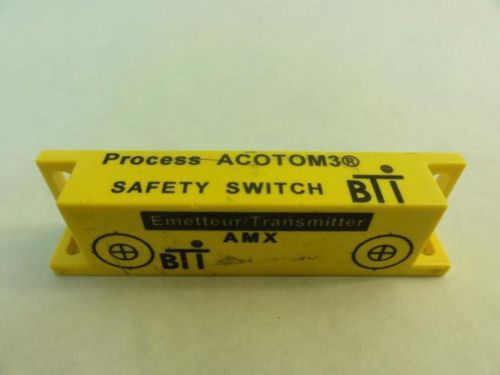 Process ACOTOM3®
SAFETY SWITCH BTI
Emetteur/Transmitter
AMX
BTI